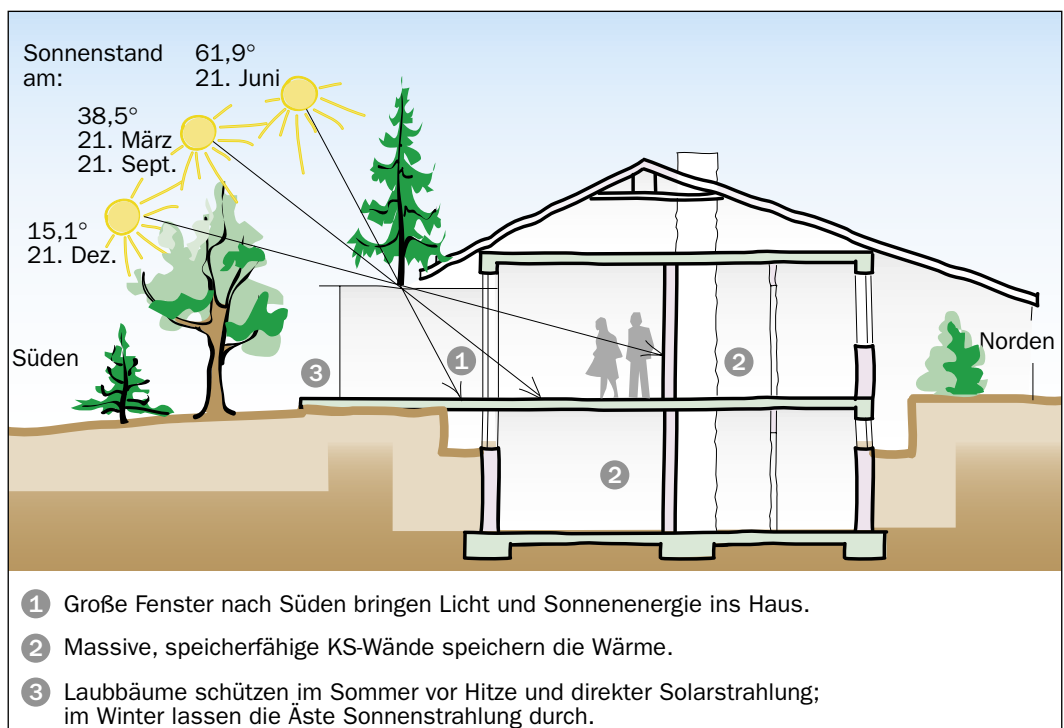 Sonnenstand
am:
61,9°
21. Juni
38,5°
21. März
21. Sept.
15,1°
21. Dez.
Süden
Norden
3
1
2
2
1 Große Fenster nach Süden bringen Licht und Sonnenenergie ins Haus.
2 Massive, speicherfähige KS-Wände speichern die Wärme.
3 Laubbäume schützen im Sommer vor Hitze und direkter Solarstrahlung;
im Winter lassen die Äste Sonnenstrahlung durch.